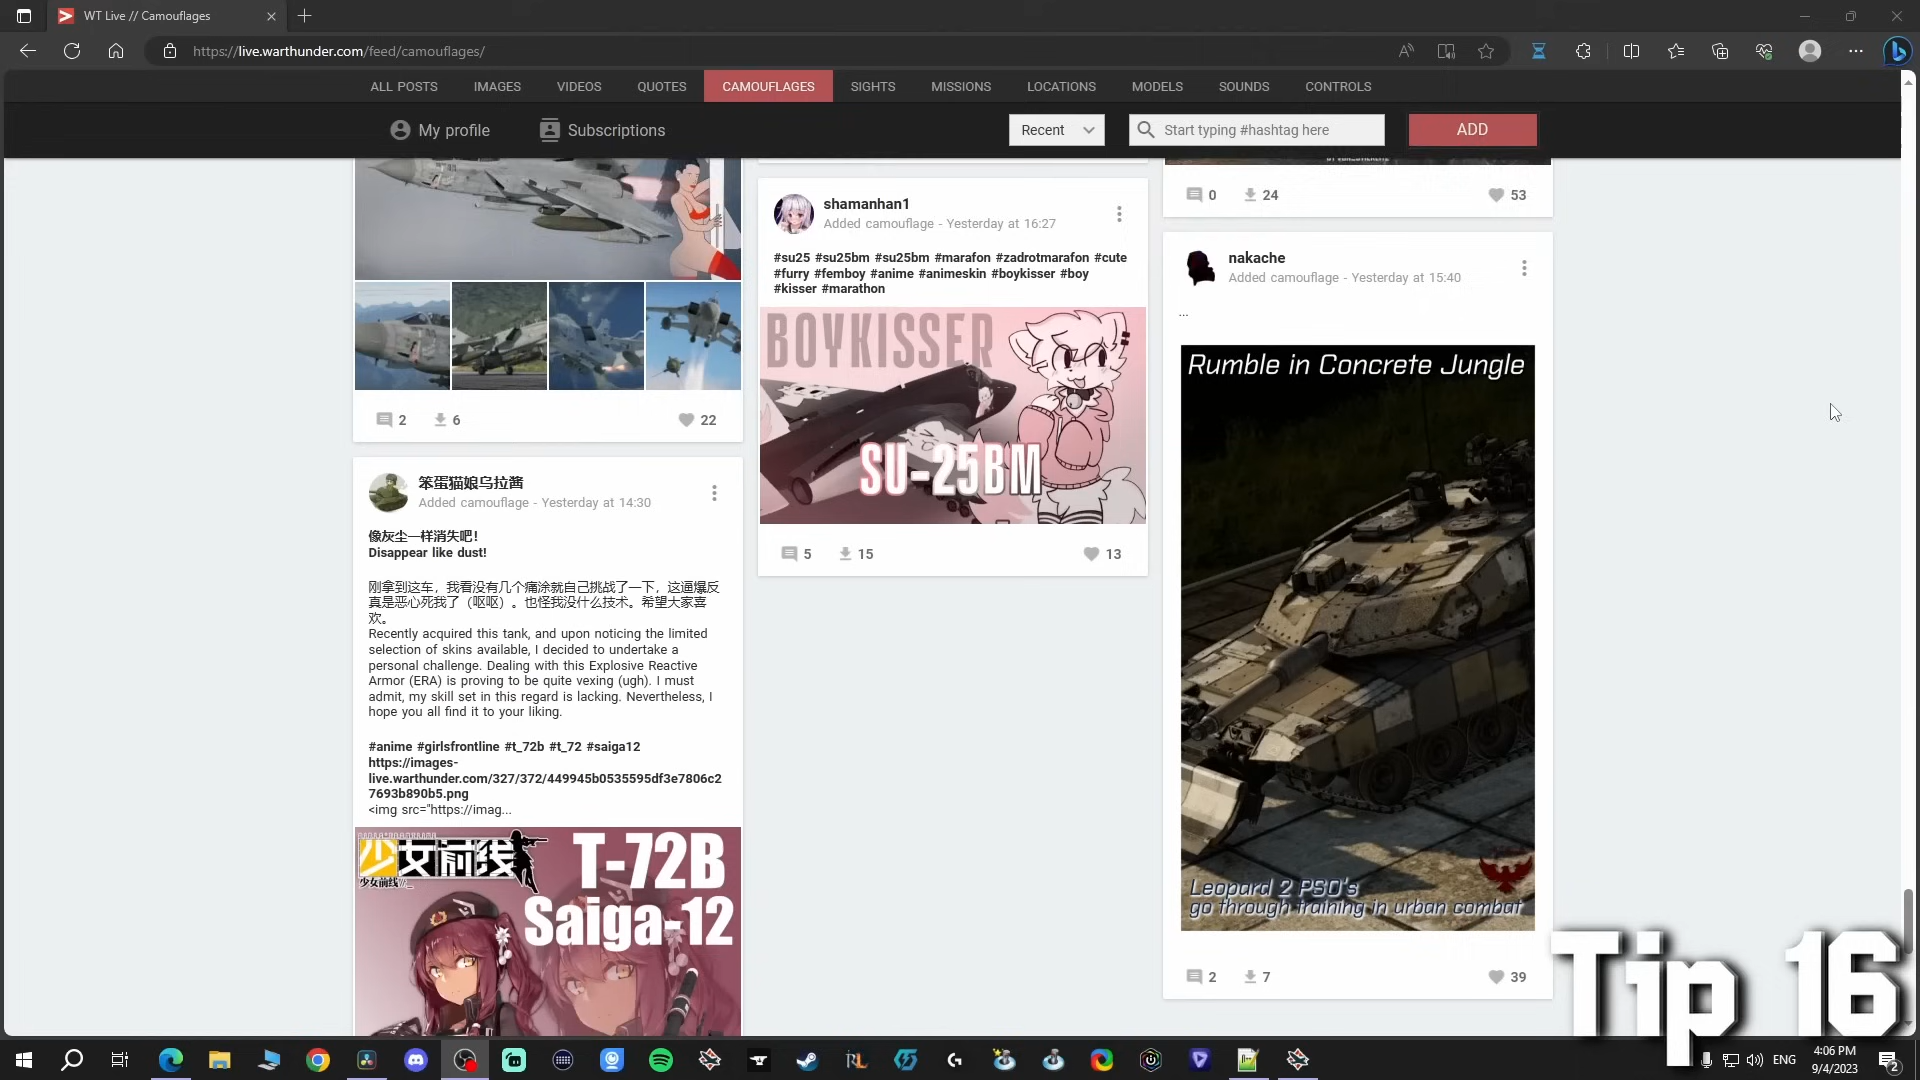 WT Live // Camouflages
https://live.warthunder.com/feed/camouflages/
ALL POSTS IMAGES VIDEOS QUOTES CAMOUFLAGES SIGHTS MISSIONS LOCATIONS MODELS SOUNDS CONTROLS
My profile Subscriptions Recent Start typing #hashtag here ADD
2 6 22
笨蛋猫娘乌拉酱
Added camouflage - Yesterday at 14:30
像灰尘一样消失吧！
Disappear like dust!
刚拿到这车，我看没有几个痛涂就自己挑战了一下，这逼爆反
真是恶心死我了（呕呕）。也怪我没什么技术。希望大家喜
欢。
Recently acquired this tank, and upon noticing the limited
selection of skins available, I decided to undertake a
personal challenge. Dealing with this Explosive Reactive
Armor (ERA) is proving to be quite vexing (ugh). I must
admit, my skill set in this regard is lacking. Nevertheless, I
hope you all find it to your liking.
#anime #girlsfrontline #t_72b #t_72 #saiga12
https://images-
live.warthunder.com/327/372/449945b0535595df3e7806c2
7693b890b5.png
<img src="https://imag...
少女前线
少女前线
T-72B
Saiga-12
shamanhan1
Added camouflage - Yesterday at 16:27
#su25 #su25bm #su25bm #marafon #zadrotmarafon #cute
#furry #femboy #anime #animeskin #boykisser #boy
#kisser #marathon
BOYKISSER
SU-25BM
5 15 13
0 24 53
nakache
Added camouflage - Yesterday at 15:40
...
Rumble in Concrete Jungle
Leopard 2 PSO's
go through training in urban combat
2 7 39
Tip 16
ENG
4:06 PM
9/4/2023
2